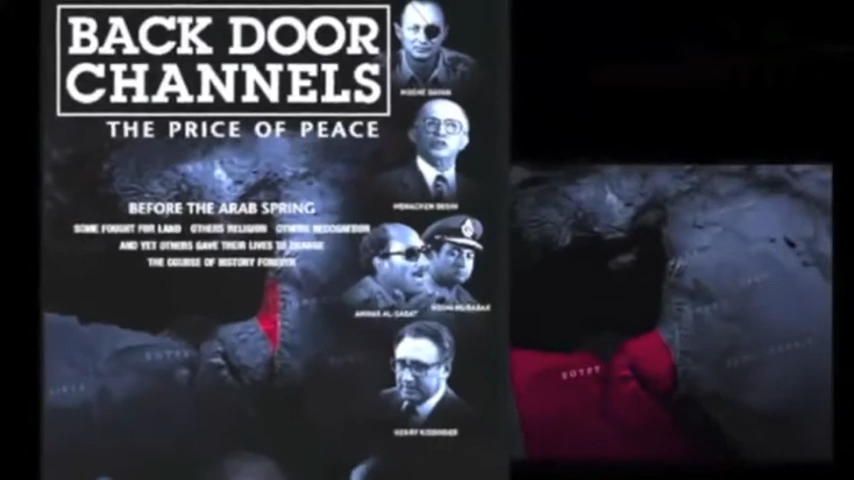 BACK DOOR
CHANNELS
THE PRICE OF PEACE
MOSHE DAYAN
MENACHEM BEGIN
BEFORE THE ARAB SPRING
SOME FOUGHT FOR LAND OTHERS RELIGION OTHERS RECOGNITION
AND YET OTHERS GAVE THEIR LIVES TO CHANGE
THE COURSE OF HISTORY FOREVER
ANWAR AL-SADAT
HOSNI MUBARAK
EGYPT
EGYPT
HENRY KISSINGER